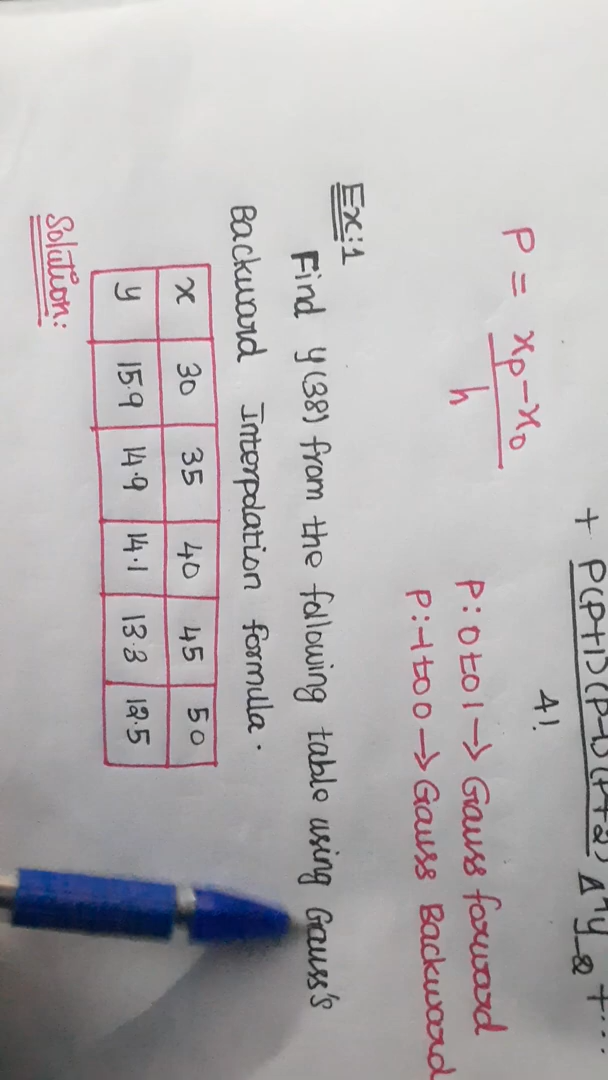 + P(P+1)(P-1)(P+2) / 4! Δ⁴y₋₂ + ...
P = xₚ - x₀ / h
P: 0 to 1 → Gauss forward
P: -1 to 0 → Gauss Backward
Ex:1
Find y(38) from the following table using Gauss's
Backward Interpolation formula.
x 30 35 40 45 50
y 15.9 14.9 14.1 13.3 12.5
Solution: